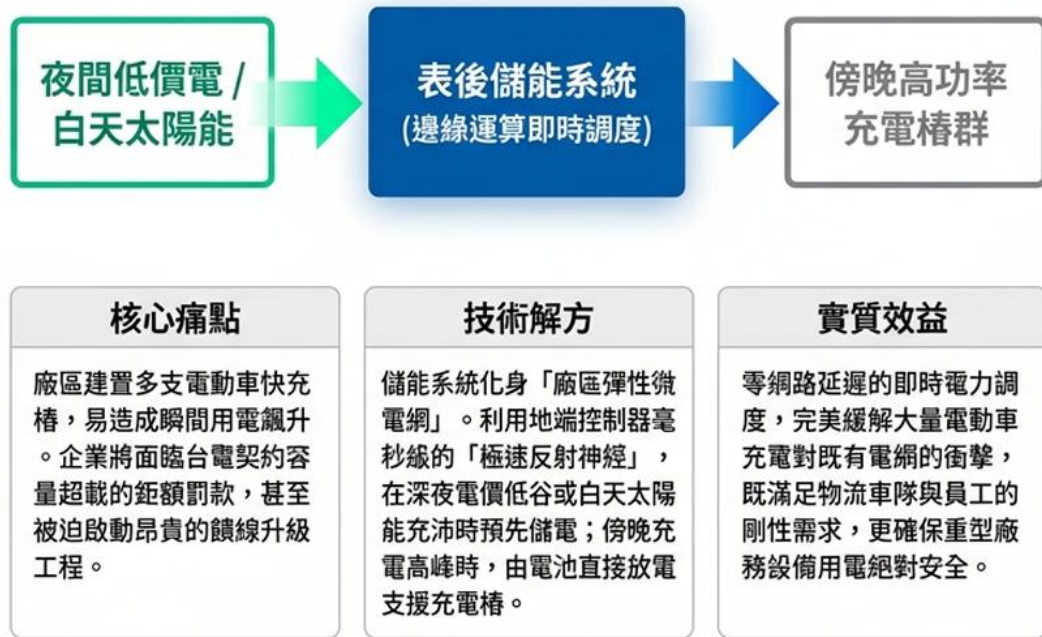 夜間低價電 /
白天太陽能
表後儲能系統
(邊緣運算即時調度)
傍晚高功率
充電樁群
核心痛點
廠區建置多支電動車快充
樁，易造成瞬間用電飆升
。企業將面臨台電契約容
量超載的鉅額罰款，甚至
被迫啟動昂貴的饋線升級
工程。
技術解方
儲能系統化身「廠區彈性微
電網」。利用地端控制器毫
秒級的「極速反射神經」，
在深夜電價低谷或白天太陽
能充沛時預先儲電；傍晚充
電高峰時，由電池直接放電
支援充電樁。
實質效益
零網路延遲的即時電力調
度，完美緩解大量電動車
充電對既有電網的衝擊，
既滿足物流車隊與員工的
剛性需求，更確保重型廠
務設備用電絕對安全。